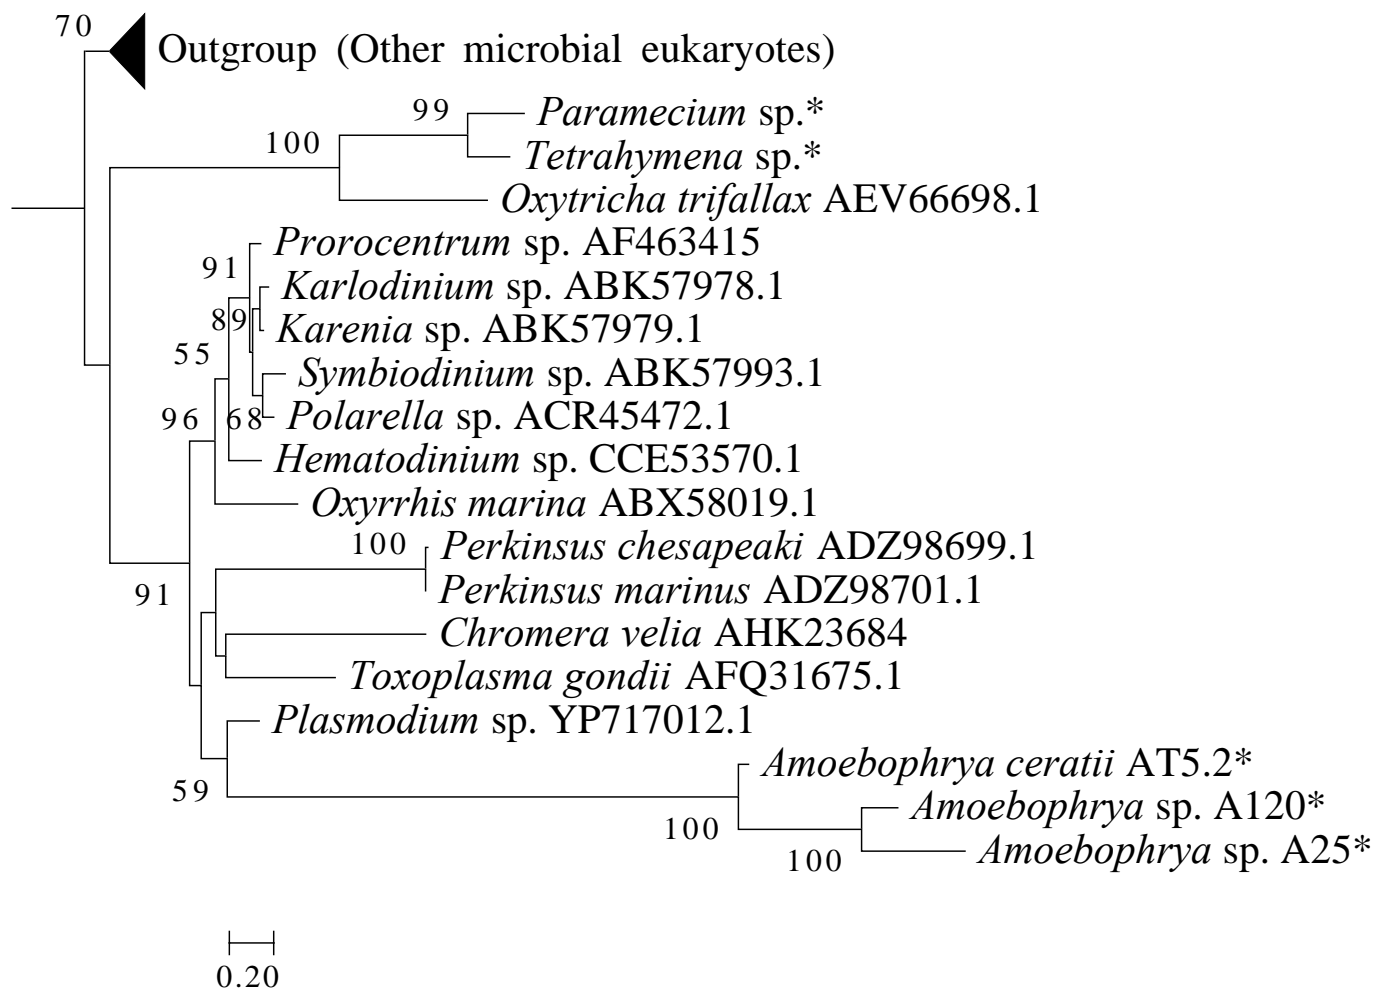 70
Outgroup (Other microbial eukaryotes)
99
Paramecium sp.*
100
Tetrahymena sp.*
Oxytricha trifallax AEV66698.1
Prorocentrum sp. AF463415
91
Karlodinium sp. ABK57978.1
89
Karenia sp. ABK57979.1
55
Symbiodinium sp. ABK57993.1
96
68
Polarella sp. ACR45472.1
Hematodinium sp. CCE53570.1
Oxyrrhis marina ABX58019.1
100
Perkinsus chesapeaki ADZ98699.1
91
Perkinsus marinus ADZ98701.1
Chromera velia AHK23684
Toxoplasma gondii AFQ31675.1
Plasmodium sp. YP717012.1
Amoebophrya ceratii AT5.2*
59
Amoebophrya sp. A120*
100
Amoebophrya sp. A25*
100
0.20